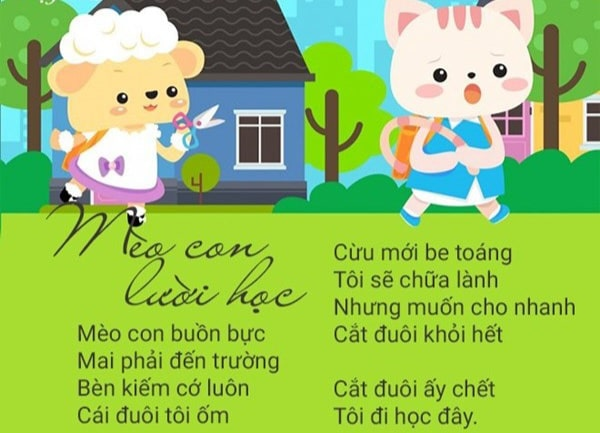 Mèo con
lười học
Mèo con buồn bực
Mai phải đến trường
Bèn kiếm cớ luôn
Cái đuôi tôi ốm
Cừu mới be toáng
Tôi sẽ chữa lành
Nhưng muốn cho nhanh
Cắt đuôi khỏi hết
Cắt đuôi ấy chết
Tôi đi học đây.